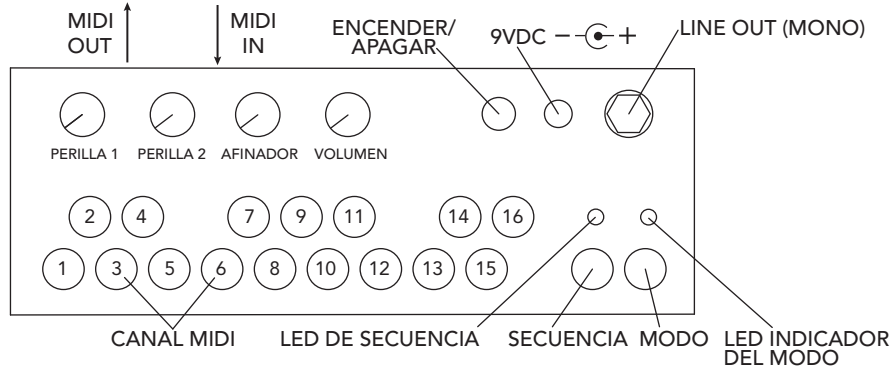 MIDI
OUT
MIDI
IN
ENCENDER/
APAGAR
9VDC − +
LINE OUT (MONO)
PERILLA 1 PERILLA 2 AFINADOR VOLUMEN
2 4 7 9 11 14 16
1 3 5 6 8 10 12 13 15
CANAL MIDI LED DE SECUENCIA SECUENCIA MODO LED INDICADOR
DEL MODO